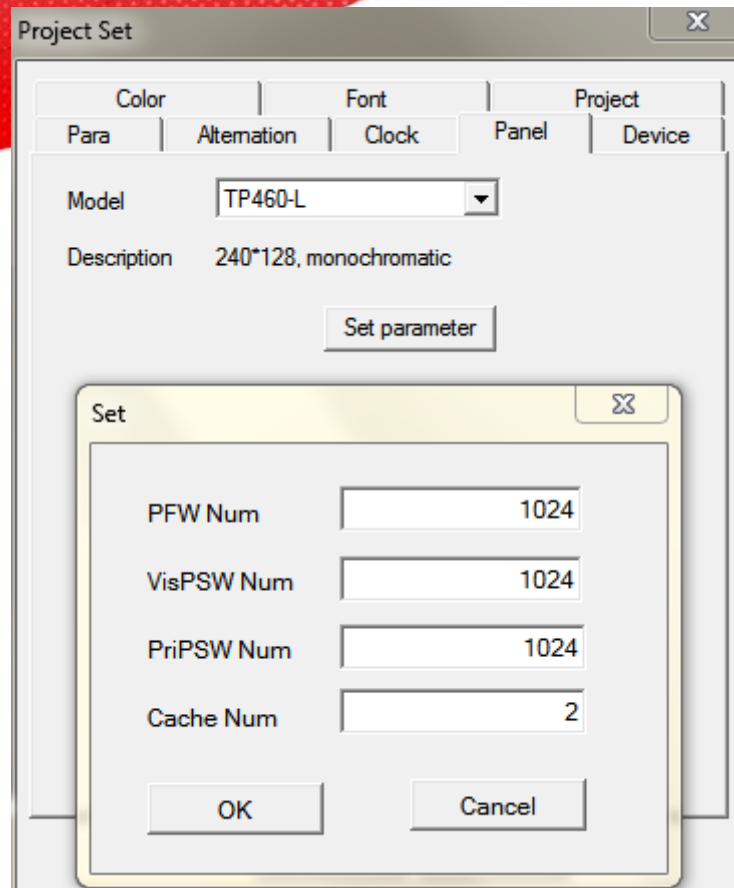 Project Set
Color Font Project
Para Alternation Clock Panel Device
Model TP460-L
Description 240*128, monochromatic
Set parameter
Set
PFW Num 1024
VisPSW Num 1024
PriPSW Num 1024
Cache Num 2
OK Cancel